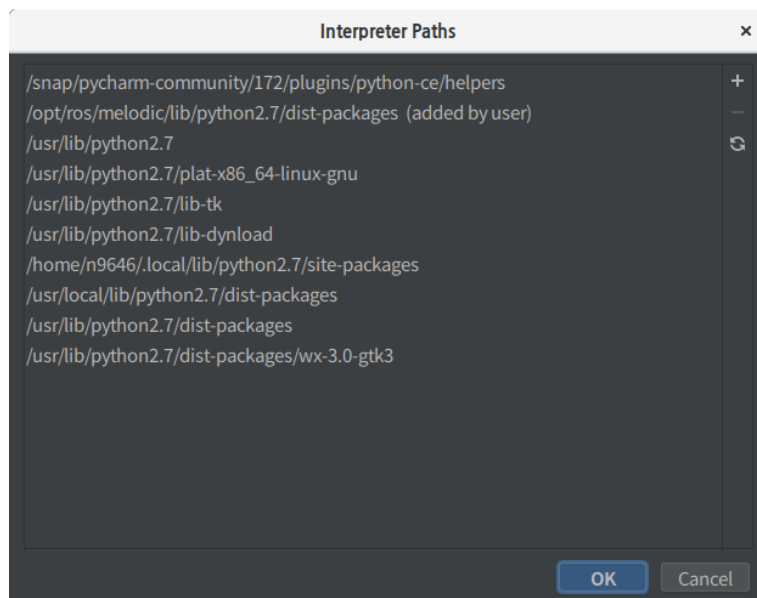 Interpreter Paths
/snap/pycharm-community/172/plugins/python-ce/helpers
/opt/ros/melodic/lib/python2.7/dist-packages (added by user)
/usr/lib/python2.7
/usr/lib/python2.7/plat-x86_64-linux-gnu
/usr/lib/python2.7/lib-tk
/usr/lib/python2.7/lib-dynload
/home/n9646/.local/lib/python2.7/site-packages
/usr/local/lib/python2.7/dist-packages
/usr/lib/python2.7/dist-packages
/usr/lib/python2.7/dist-packages/wx-3.0-gtk3
OK Cancel